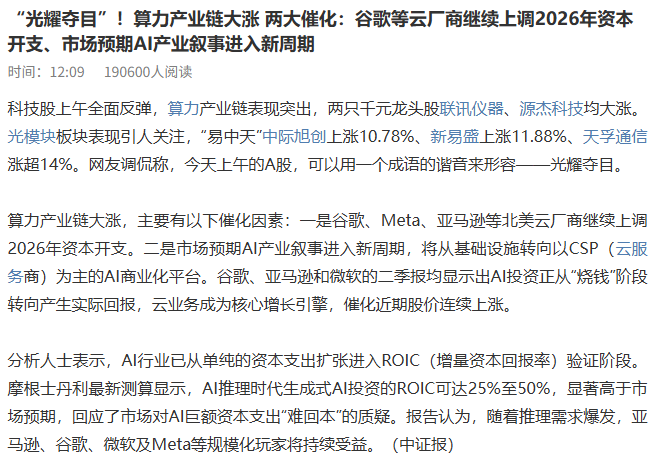 “光耀夺目”！算力产业链大涨 两大催化：谷歌等云厂商继续上调2026年资本
开支、市场预期AI产业叙事进入新周期
时间：12:09 190600人阅读
科技股上午全面反弹，算力产业链表现突出，两只千元龙头股联讯仪器、源杰科技均大涨。
光模块板块表现引人关注，“易中天”中际旭创上涨10.78%、新易盛上涨11.88%、天孚通信
涨超14%。网友调侃称，今天上午的A股，可以用一个成语的谐音来形容——光耀夺目。
算力产业链大涨，主要有以下催化因素：一是谷歌、Meta、亚马逊等北美云厂商继续上调
2026年资本开支。二是市场预期AI产业叙事进入新周期，将从基础设施转向以CSP（云服
务商）为主的AI商业化平台。谷歌、亚马逊和微软的二季报均显示出AI投资正从“烧钱”阶段
转向产生实际回报，云业务成为核心增长引擎，催化近期股价连续上涨。
分析人士表示，AI行业已从单纯的资本支出扩张进入ROIC（增量资本回报率）验证阶段。
摩根士丹利最新测算显示，AI推理时代生成式AI投资的ROIC可达25%至50%，显著高于市
场预期，回应了市场对AI巨额资本支出“难回本”的质疑。报告认为，随着推理需求爆发，亚
马逊、谷歌、微软及Meta等规模化玩家将持续受益。（中证报）